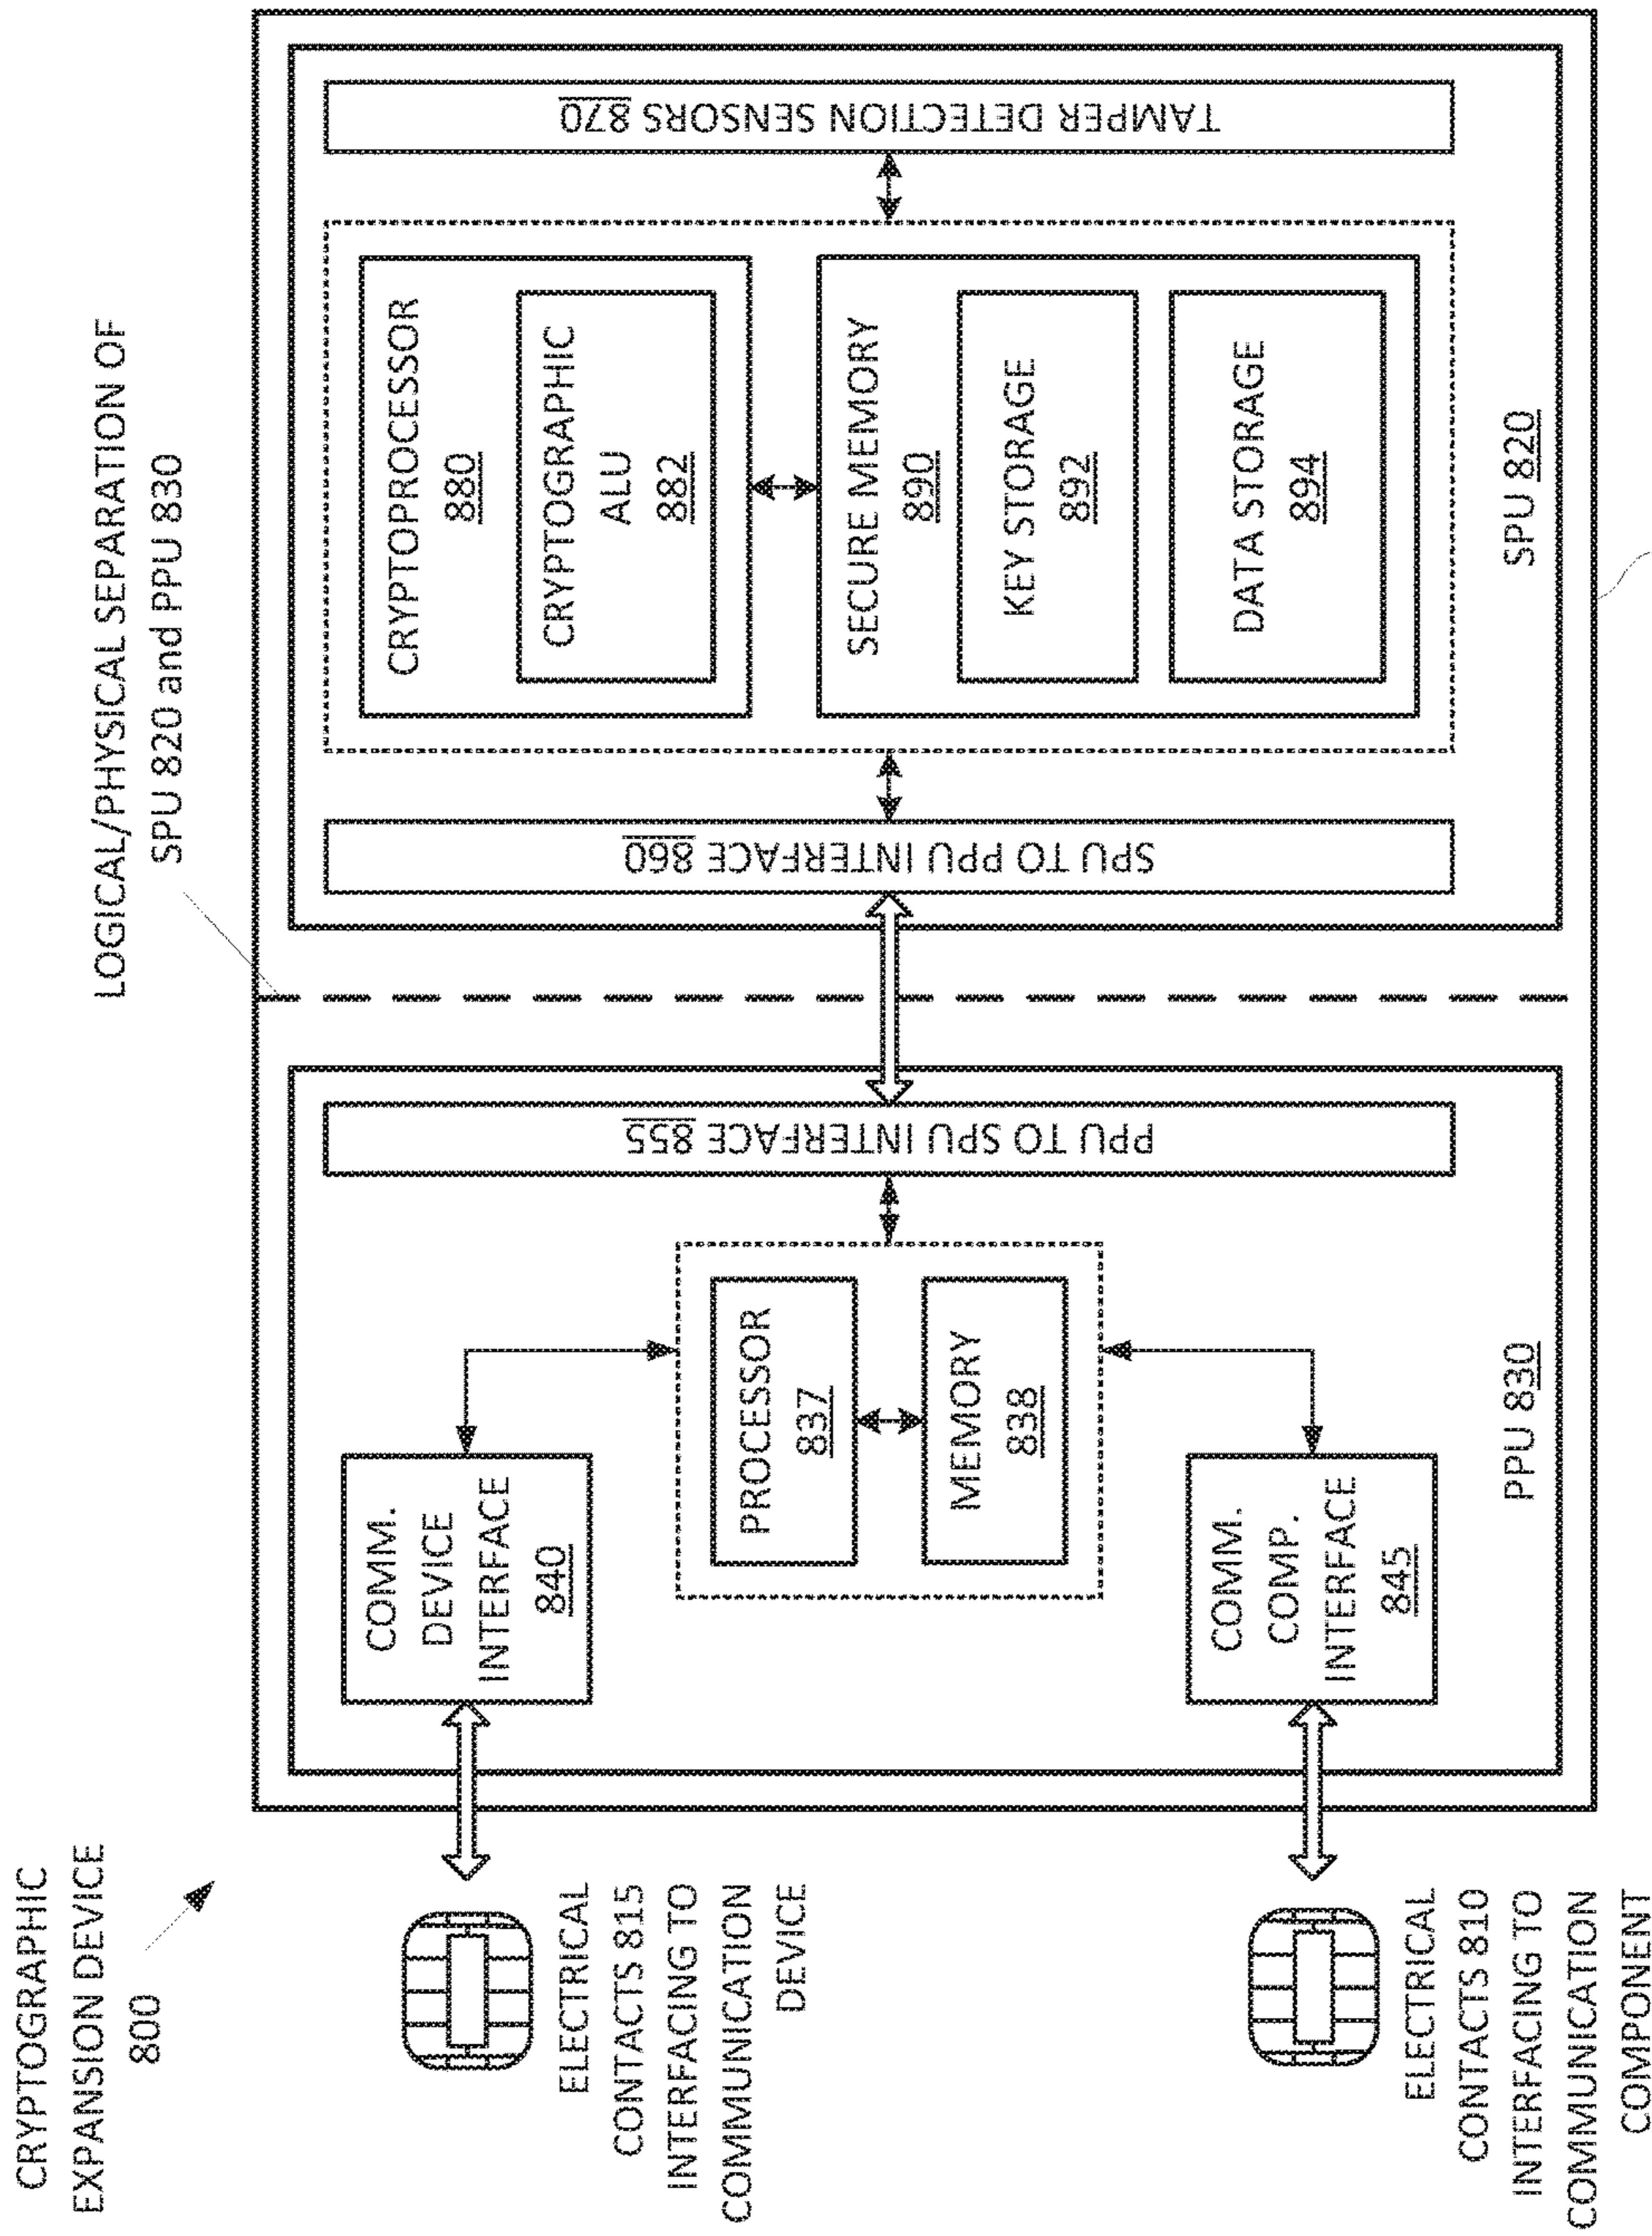 CRYPTOGRAPHIC
EXPANSION DEVICE
800
LOGICAL/PHYSICAL SEPARATION OF
SPU 820 and PPU 830
ELECTRICAL
CONTACTS 815
INTERFACING TO
COMMUNICATION
DEVICE
ELECTRICAL
CONTACTS 810
INTERFACING TO
COMMUNICATION
COMPONENT
COMM.
DEVICE
INTERFACE
840
COMM.
COMP.
INTERFACE
845
PROCESSOR
837
MEMORY
838
PPU TO SPU INTERFACE 855
PPU 830
SPU TO PPU INTERFACE 860
CRYPTOPROCESSOR
880
CRYPTOGRAPHIC
ALU
882
SECURE MEMORY
890
KEY STORAGE
892
DATA STORAGE
894
TAMPER DETECTION SENSORS 870
SPU 820